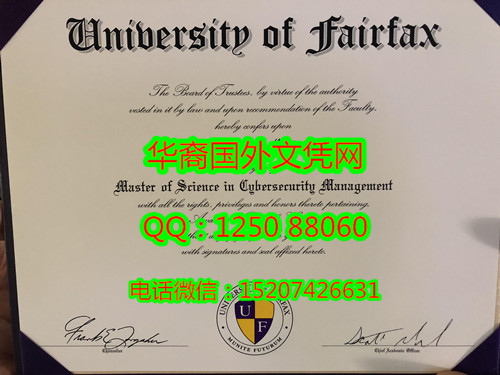 University of Fairfax
The Board of Trustees, by virtue of the authority
vested in it by law and upon recommendation of the Faculty,
hereby confers upon
华裔国外文凭网
Master of Science in Cybersecurity Management
with all the rights, privileges and honors thereto pertaining.
QQ：1250 88060
with signatures and seal affixed hereto.
电话微信：15207426631
UNIVERSITY FAIRFAX
UF
MUNITE FUTURUM
Chancellor
Chief Academic Officer